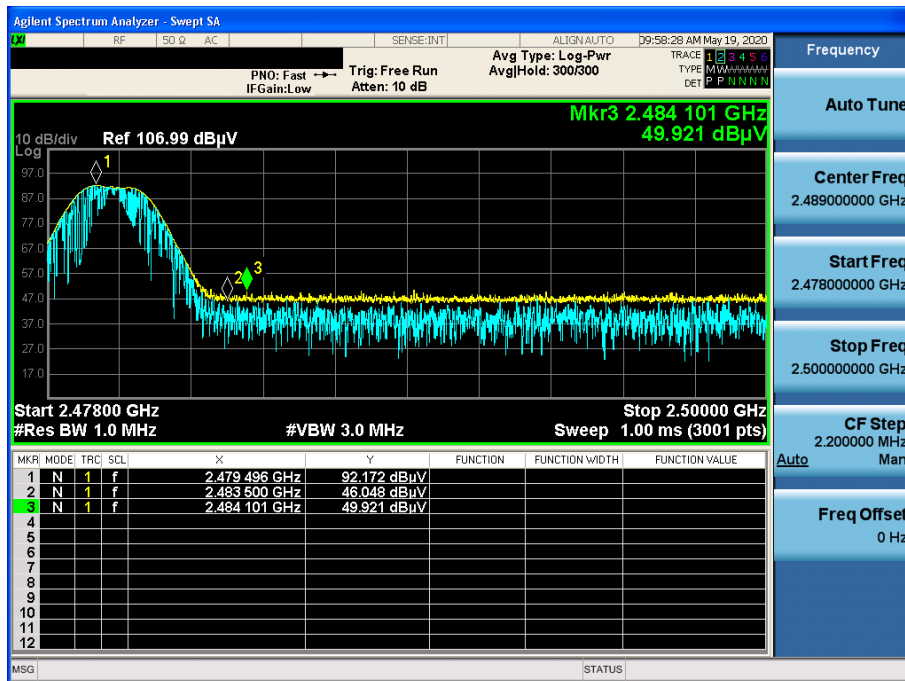 Agilent Spectrum Analyzer - Swept SA
LXI RF 50 Ω AC SENSE:INT ALIGN AUTO 09:58:28 AM May 19, 2020
PNO: Fast Trig: Free Run Avg Type: Log-Pwr TRACE 1 2 3 4 5 6
IFGain:Low Atten: 10 dB Avg|Hold: 300/300 TYPE M W W W W W
DET P P N N N N
Mkr3 2.484 101 GHz
49.921 dBµV
10 dB/div Ref 106.99 dBµV
Log
97.0
87.0
77.0
67.0
57.0
47.0
37.0
27.0
17.0
1
2
3
Start 2.47800 GHz Stop 2.50000 GHz
#Res BW 1.0 MHz #VBW 3.0 MHz Sweep 1.00 ms (3001 pts)
MKR MODE TRC SCL X Y FUNCTION FUNCTION WIDTH FUNCTION VALUE
1 N 1 f 2.479 496 GHz 92.172 dBµV
2 N 1 f 2.483 500 GHz 46.048 dBµV
3 N 1 f 2.484 101 GHz 49.921 dBµV
4
5
6
7
8
9
10
11
12
MSG STATUS
Frequency
Auto Tune
Center Freq
2.489000000 GHz
Start Freq
2.478000000 GHz
Stop Freq
2.500000000 GHz
CF Step
2.200000 MHz
Auto Man
Freq Offset
0 Hz